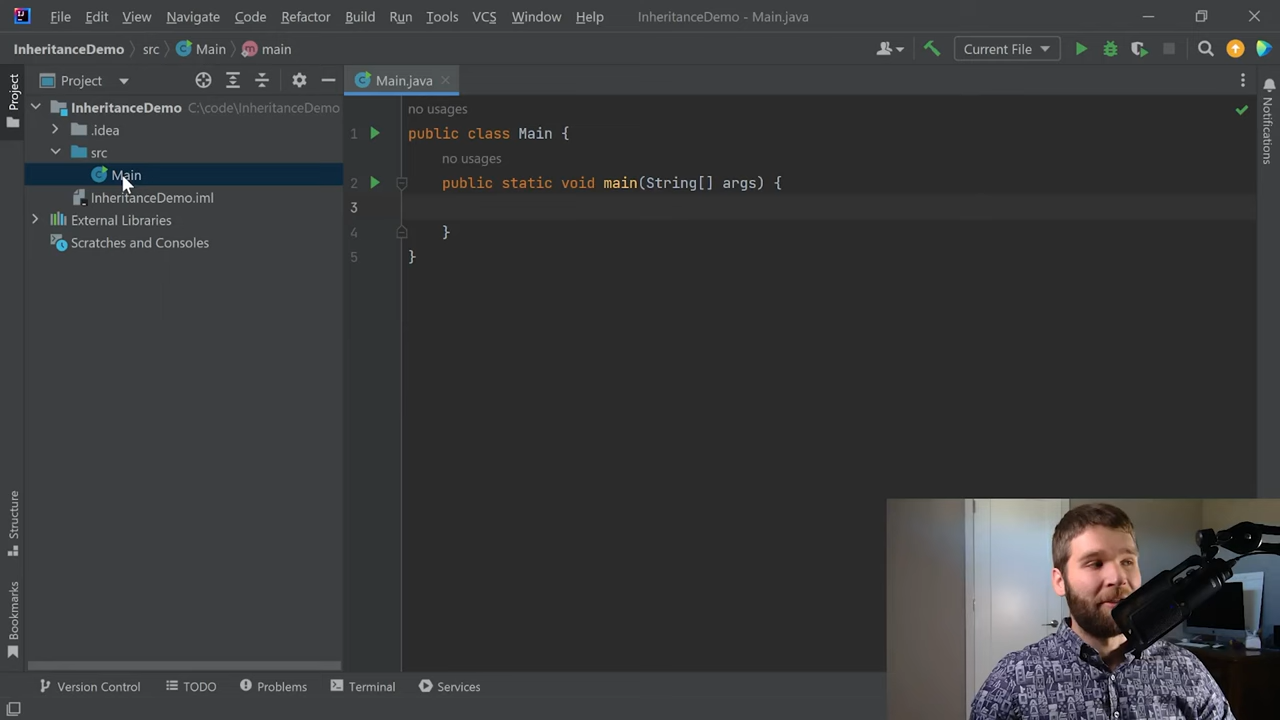 File Edit View Navigate Code Refactor Build Run Tools VCS Window Help InheritanceDemo - Main.java
InheritanceDemo src Main main Current File
Project
Project
Main.java
InheritanceDemo C:\code\InheritanceDemo
.idea
src
Main
InheritanceDemo.iml
External Libraries
Scratches and Consoles
no usages
1 public class Main {
no usages
2 public static void main(String[] args) {
3
4 }
5 }
Notifications
Structure
Bookmarks
Version Control TODO Problems Terminal Services